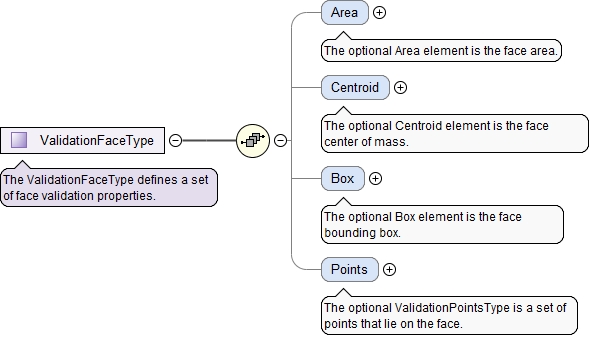 Area
The optional Area element is the face area.
Centroid
The optional Centroid element is the face
center of mass.
ValidationFaceType
The ValidationFaceType defines a set
of face validation properties.
Box
The optional Box element is the face
bounding box.
Points
The optional ValidationPointsType is a set of
points that lie on the face.